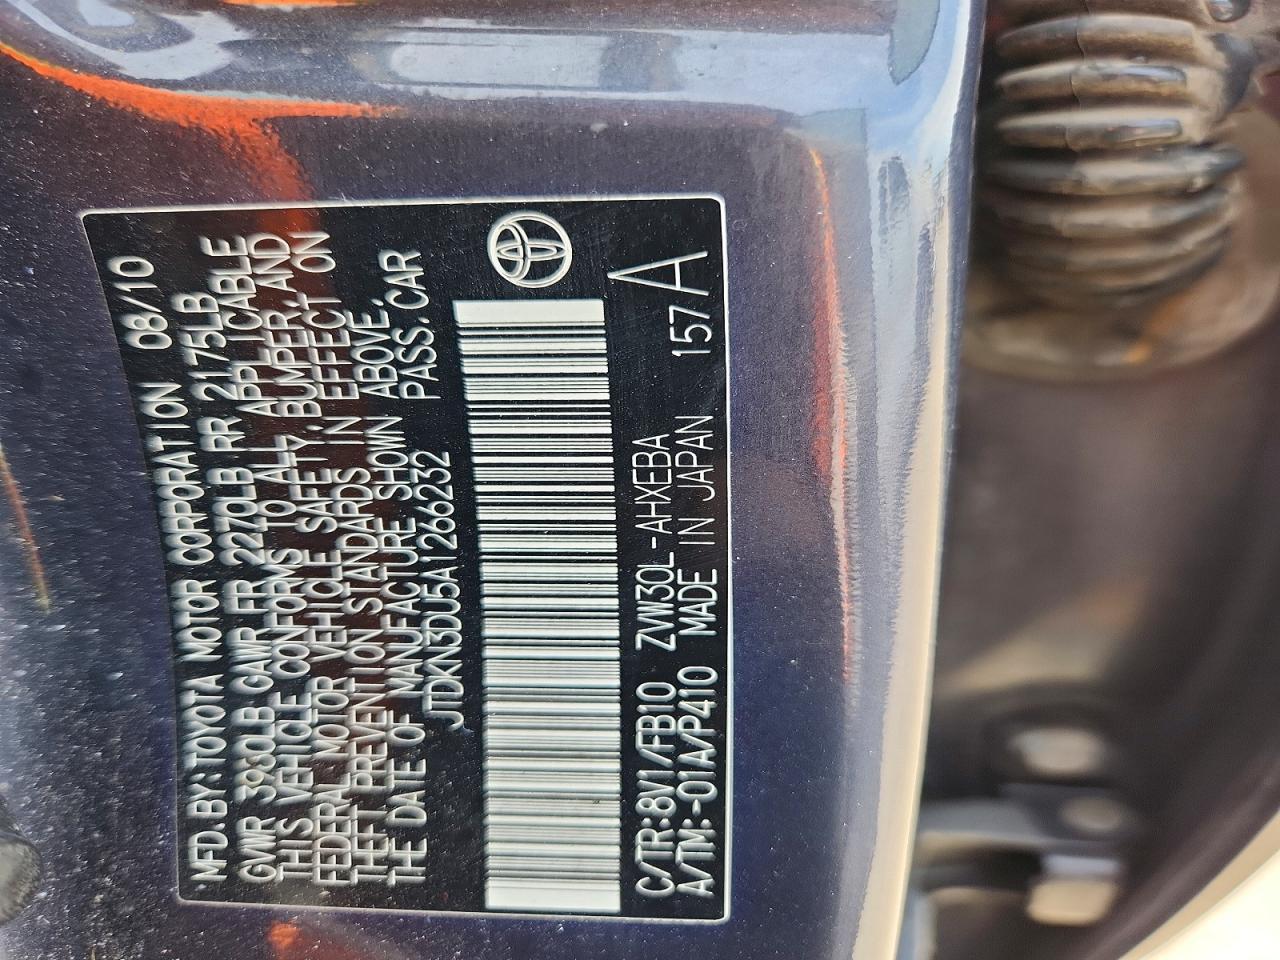 MFD.BY:TOYOTA MOTOR CORPORATION 08/10
GVWR 3980LB GAWR FR 2270LB RR 2175LB
THIS VEHICLE CONFORMS TO ALL APPLICABLE
FEDERAL MOTOR VEHICLE SAFETY, BUMPER, AND
THEFT PREVENTION STANDARDS IN EFFECT ON
THE DATE OF MANUFACTURE SHOWN ABOVE.
JTDKN3DU5A1266232 PASS.CAR
C/TR:8V1/FB10 ZVW30L-AHXEBA 157A
A/TM:-01A/P410 MADE IN JAPAN